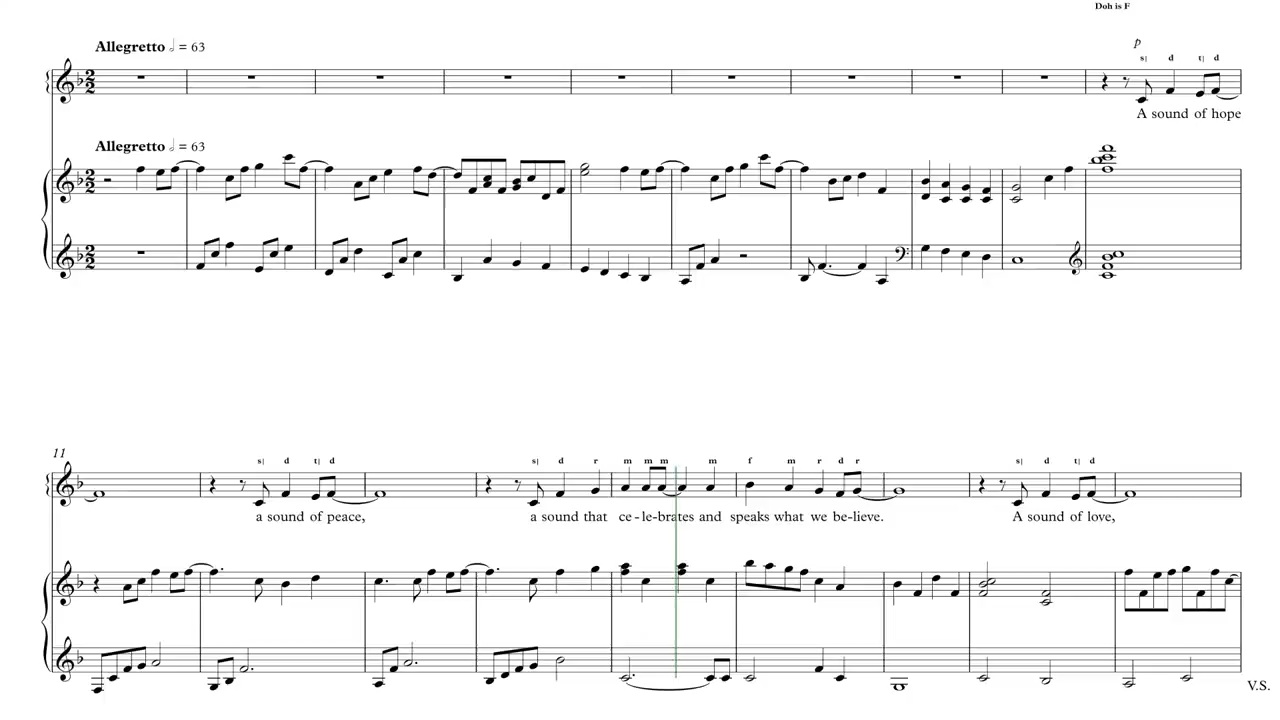 Doh is F
Allegretto 𝅗𝅥 = 63
p
s| d t| d
A sound of hope
Allegretto 𝅗𝅥 = 63
11
s| d t| d s| d r m m m m f m r d r s| d t| d
a sound of peace, a sound that ce - le-brates and speaks what we be-lieve. A sound of love,
V.S.